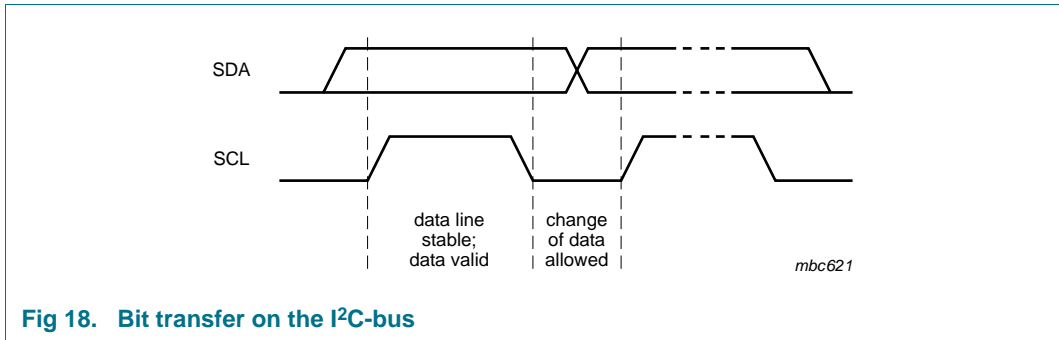 SDA
SCL
data line
stable;
data valid
change
of data
allowed
mbc621
Fig 18. Bit transfer on the I²C-bus